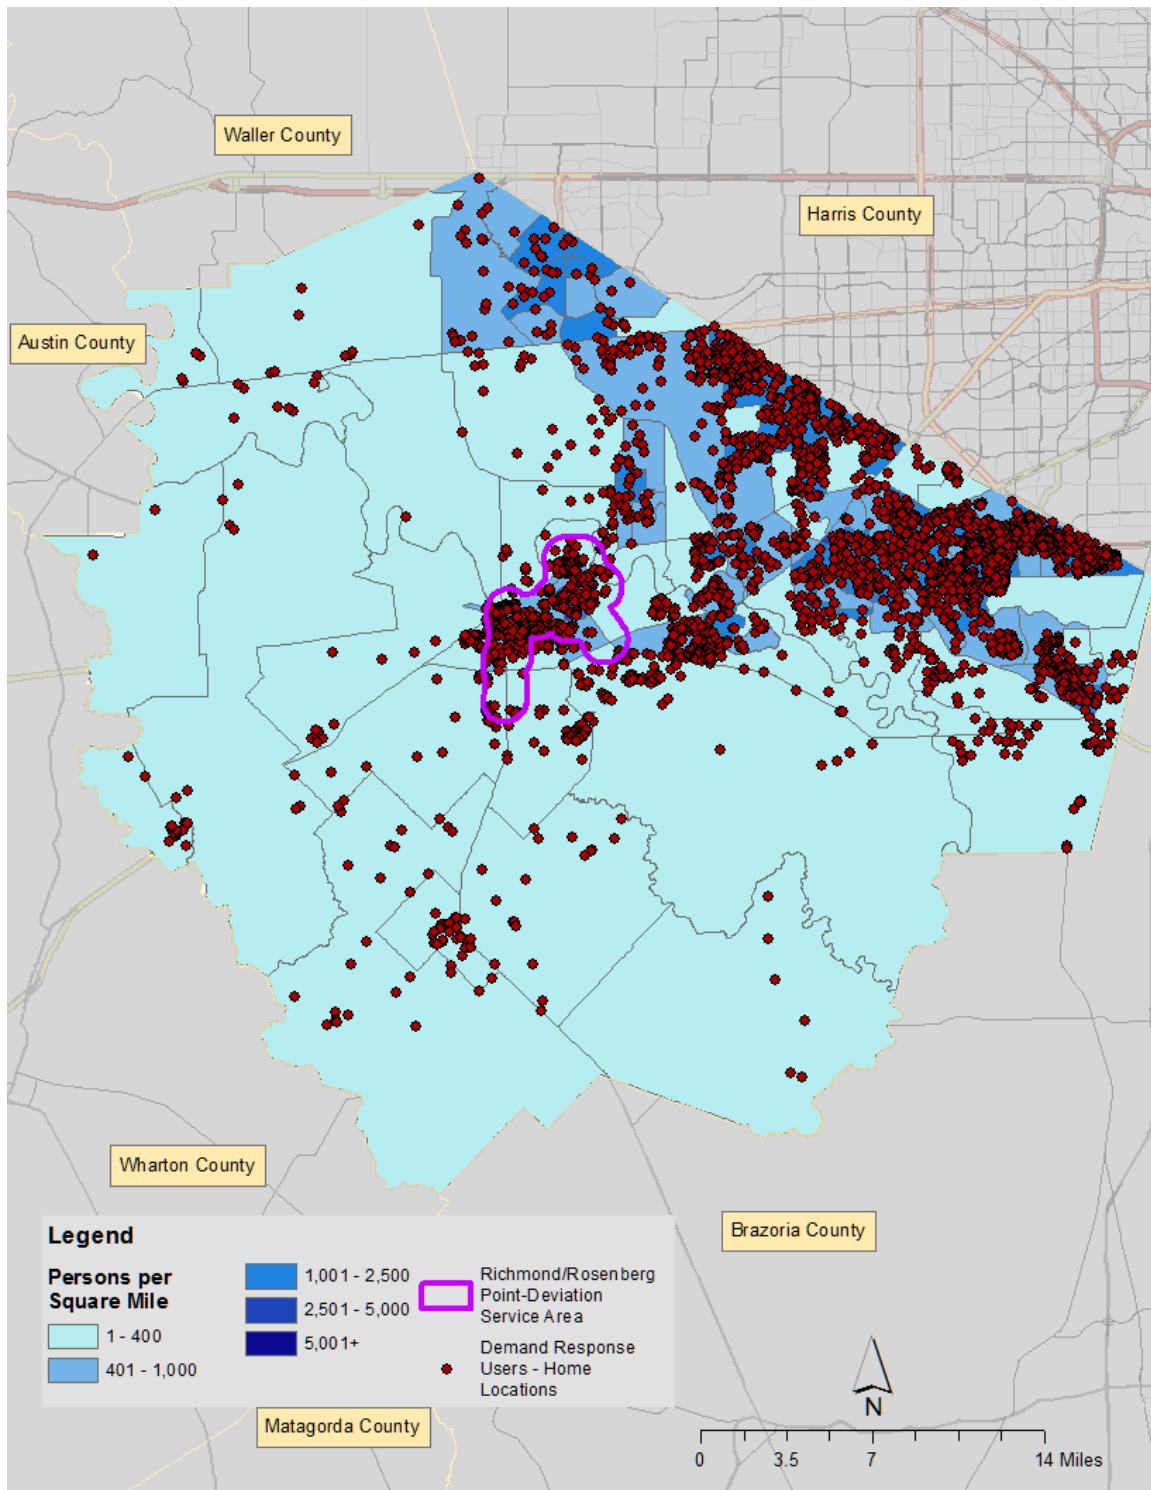 Waller County
Harris County
Austin County
Wharton County
Brazoria County
Legend
Persons per
Square Mile
1 - 400
401 - 1,000
1,001 - 2,500
2,501 - 5,000
5,001+
Richmond/Rosenberg
Point-Deviation
Service Area
Demand Response
Users - Home
Locations
Matagorda County
N
0 3.5 7 14 Miles